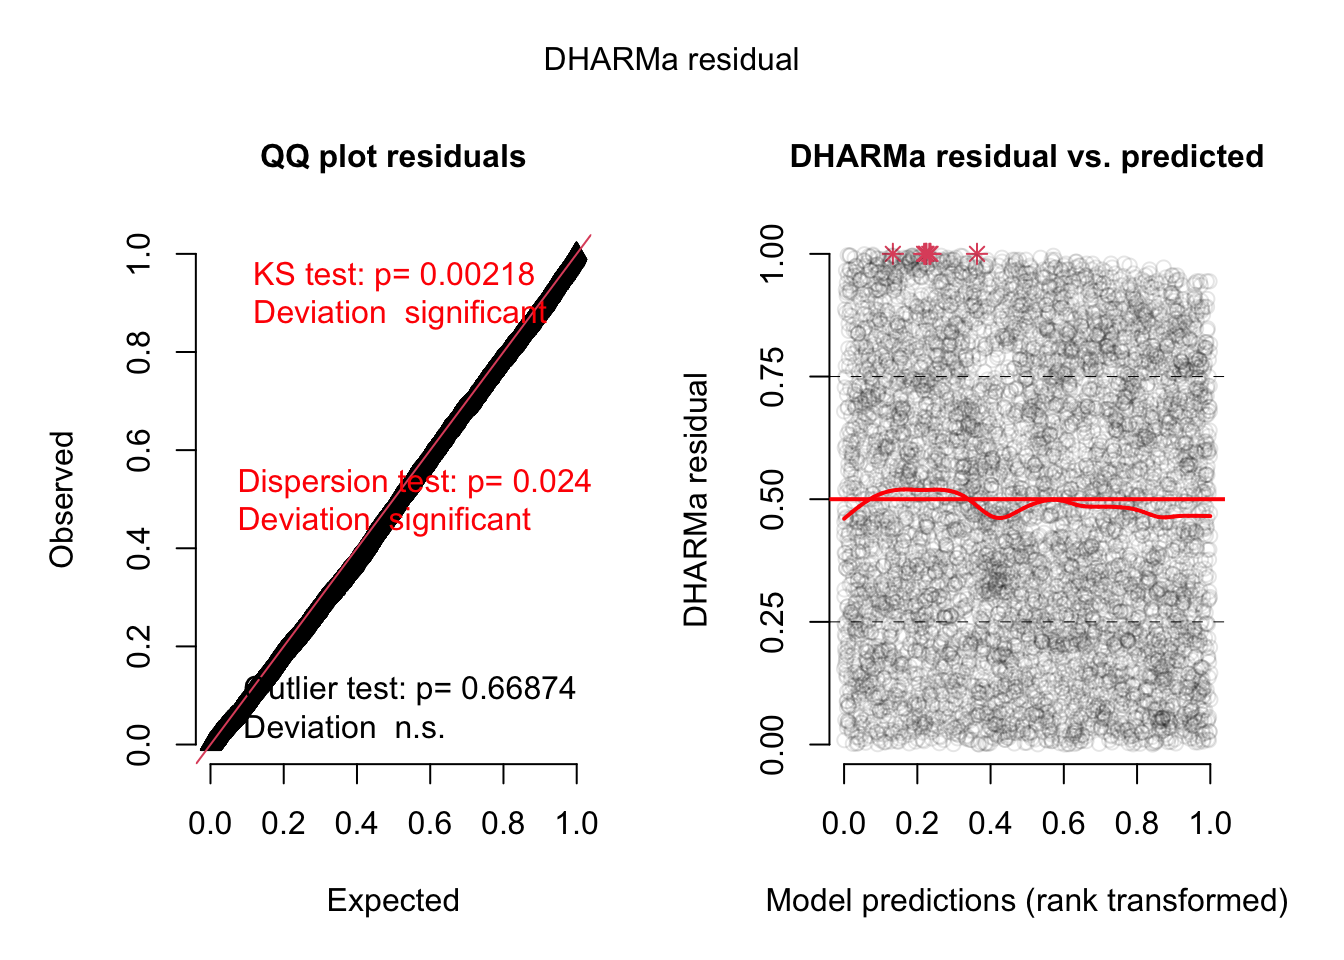 DHARMa residual
QQ plot residuals
KS test: p= 0.00218
Deviation  significant
Dispersion test: p= 0.024
Deviation  significant
Outlier test: p= 0.66874
Deviation  n.s.
Observed
0.0 0.2 0.4 0.6 0.8 1.0
0.0 0.2 0.4 0.6 0.8 1.0
Expected
DHARMa residual vs. predicted
DHARMa residual
0.00 0.25 0.50 0.75 1.00
0.0 0.2 0.4 0.6 0.8 1.0
Model predictions (rank transformed)